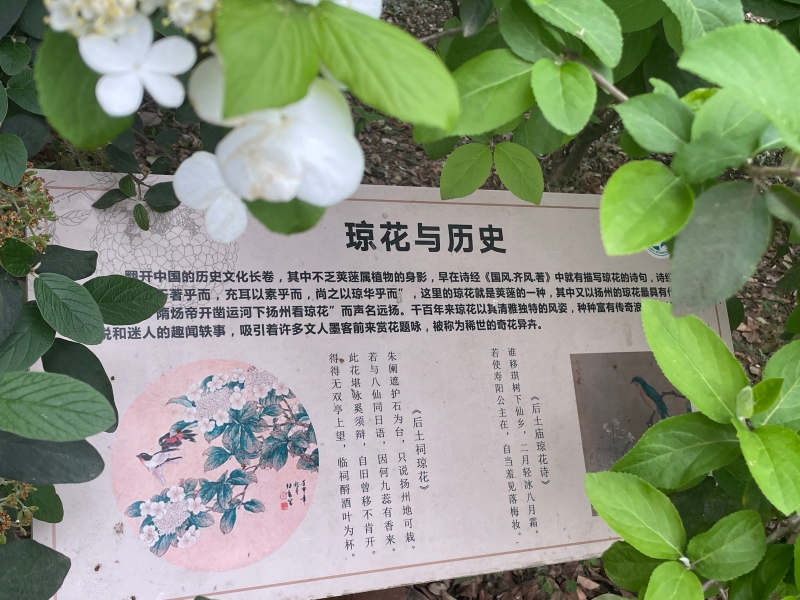 琼花与历史
翻开中国的历史文化长卷，其中不乏荚蒾属植物的身影，早在诗经《国风.齐风.著》中就有描写琼花的诗句，诗经
著乎而，充耳以素乎而，尚之以琼华乎而”，这里的琼花就是荚蒾的一种，其中又以扬州的琼花最具有代
隋场帝开凿运河下扬州看琼花”而声名远扬。千百年来琼花以其清雅独特的风姿，种种富有传奇浪
说和迷人的趣闻轶事，吸引着许多文人墨客前来赏花题咏，被称为稀世的奇花异卉。
《后土庙琼花诗》
谁移琪树下仙乡，二月轻冰八月霜。
若使寿阳公主在，自当羞见落梅妆。
《后土祠琼花》
朱阑遮护石为台，只说扬州地可栽。
若与八仙同日语，因何九蕊有香来。
此花堪咏奚须辩，自旧曾移不肯开。
得得无双亭上望，临祠酹酒叶为杯。